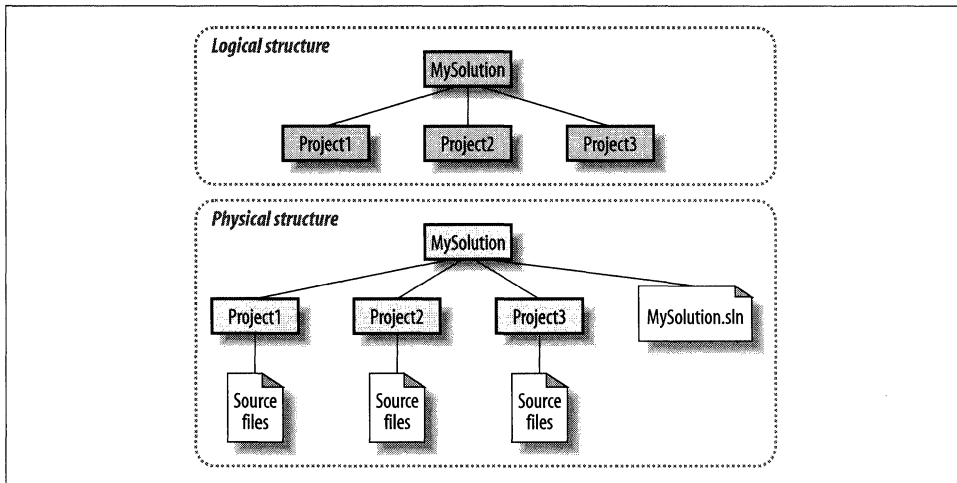 Logical structure
MySolution
Project1
Project2
Project3
Physical structure
MySolution
Project1
Project2
Project3
MySolution.sln
Source
files
Source
files
Source
files